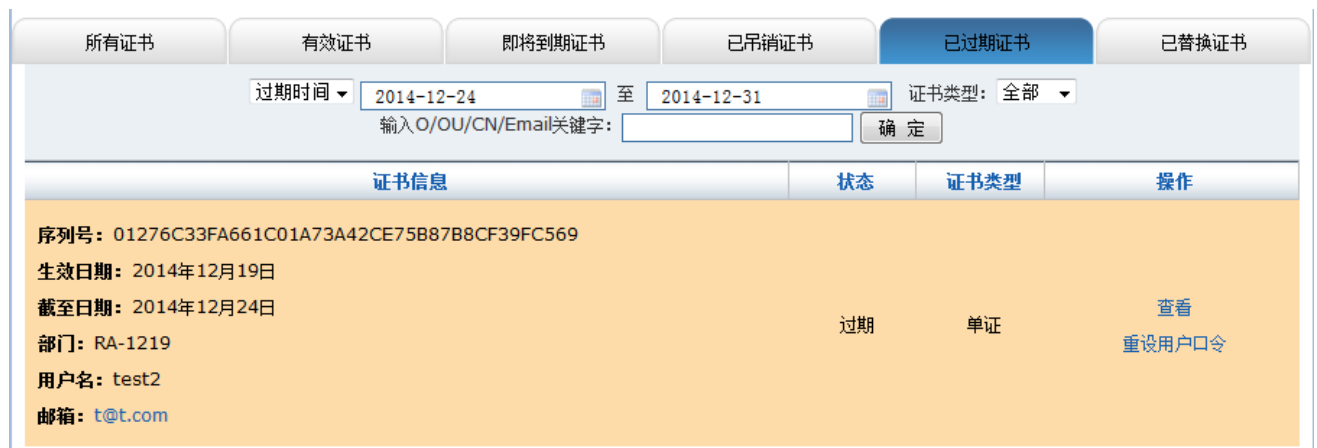 所有证书 有效证书 即将到期证书 已吊销证书 已过期证书 已替换证书
过期时间 2014-12-24 至 2014-12-31 证书类型: 全部
输入O/OU/CN/Email关键字: 确 定
证书信息 状态 证书类型 操作
序列号: 01276C33FA661C01A73A42CE75B87B8CF39FC569
生效日期: 2014年12月19日
截至日期: 2014年12月24日
查看
过期 单证
部门: RA-1219
重设用户口令
用户名: test2
邮箱: t@t.com